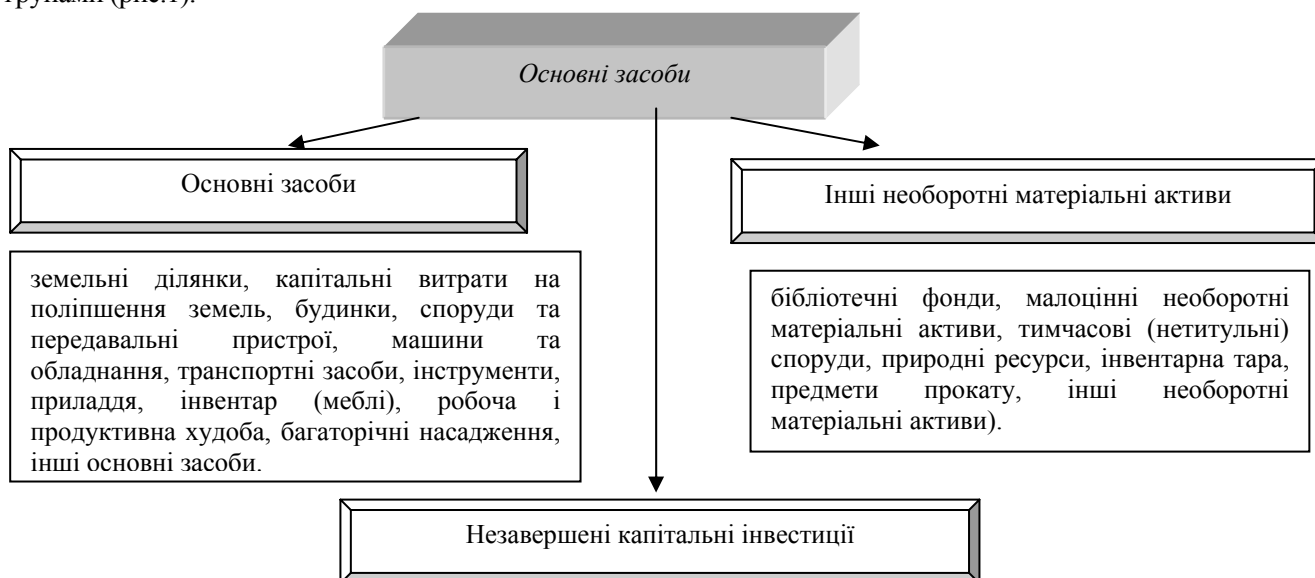 групами (рис.1).
Основні засоби
Основні засоби
Інші необоротні матеріальні активи
земельні ділянки, капітальні витрати на
поліпшення земель, будинки, споруди та
передавальні пристрої, машини та
обладнання, транспортні засоби, інструменти,
приладдя, інвентар (меблі), робоча і
продуктивна худоба, багаторічні насадження,
інші основні засоби.
бібліотечні фонди, малоцінні необоротні
матеріальні активи, тимчасові (нетитульні)
споруди, природні ресурси, інвентарна тара,
предмети прокату, інші необоротні
матеріальні активи).
Незавершені капітальні інвестиції